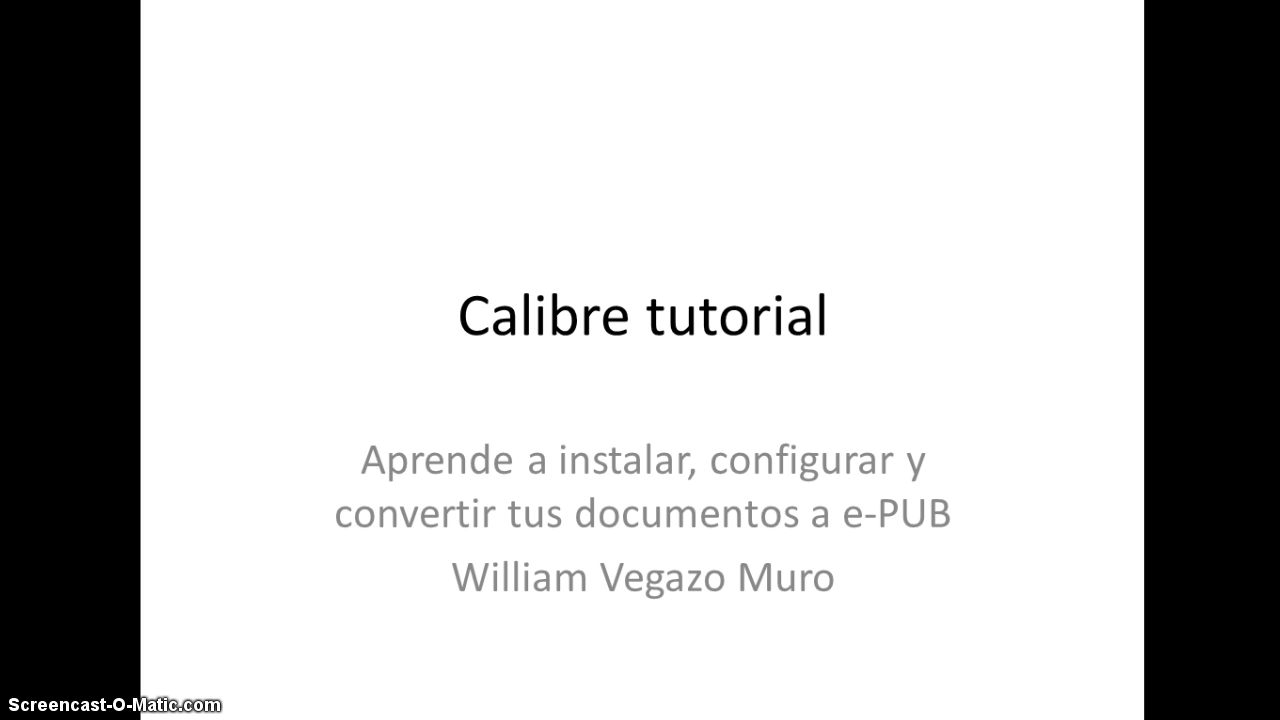 Calibre tutorial
Aprende a instalar, configurar y
convertir tus documentos a e-PUB
William Vegazo Muro
Screencast-O-Matic.com